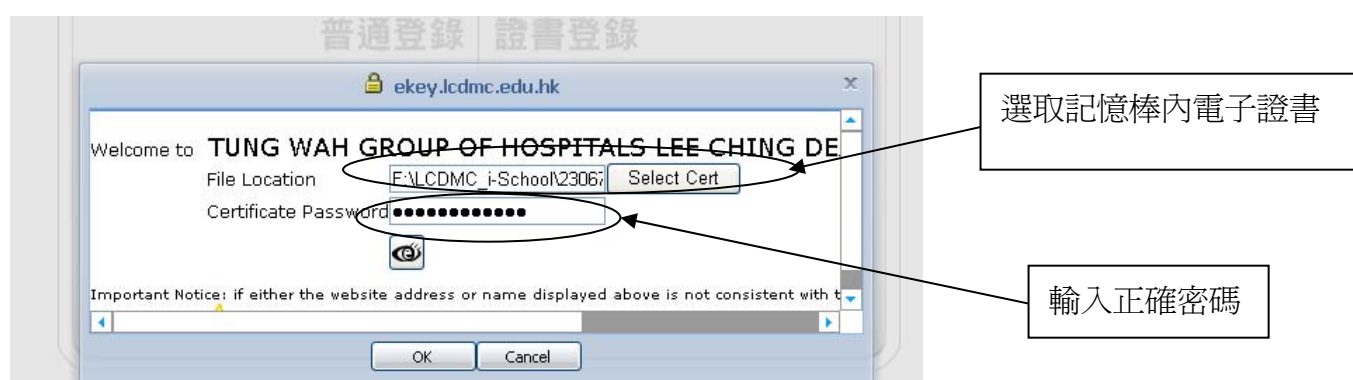 普通登錄 證書登錄
ekey.lcdmc.edu.hk x
選取記憶棒內電子證書
Welcome to TUNG WAH GROUP OF HOSPITALS LEE CHING DE
File Location F:\LCDMC_i-School\23067 Select Cert
Certificate Password ●●●●●●●●●●●●
Important Notice: if either the website address or name displayed above is not consistent with t
輸入正確密碼
OK Cancel